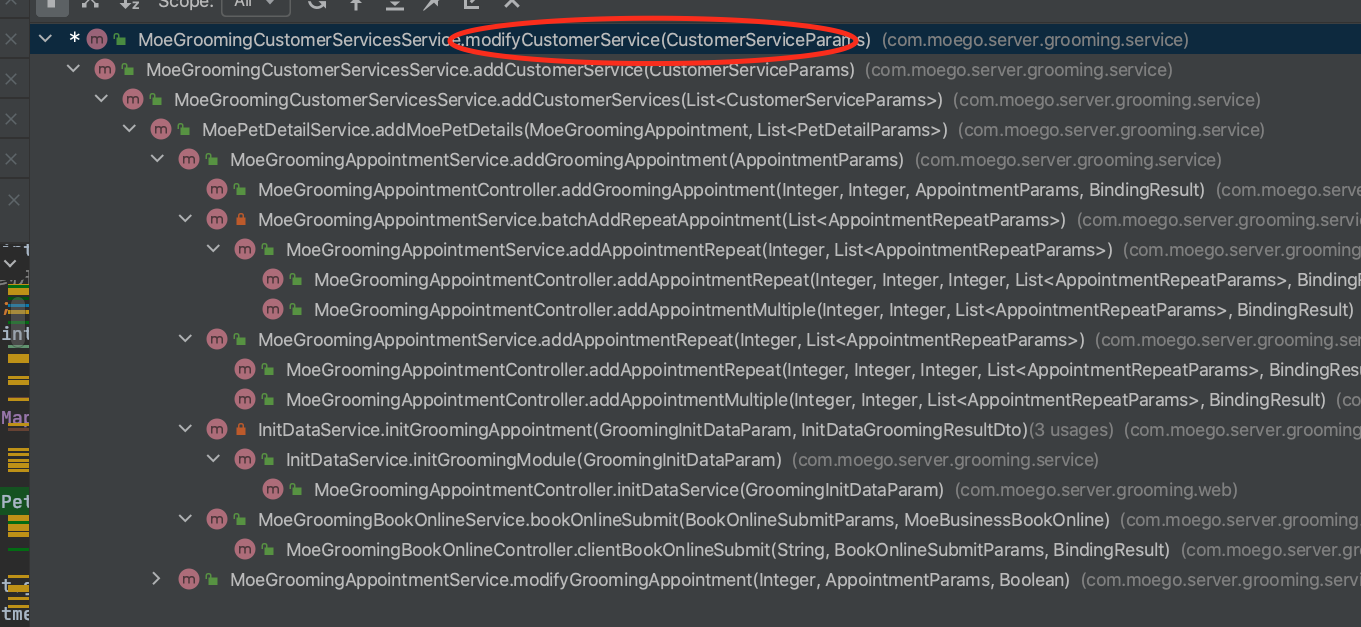 Scope: All
* m MoeGroomingCustomerServicesService.modifyCustomerService(CustomerServiceParams) (com.moego.server.grooming.service)
m MoeGroomingCustomerServicesService.addCustomerService(CustomerServiceParams) (com.moego.server.grooming.service)
m MoeGroomingCustomerServicesService.addCustomerServices(List<CustomerServiceParams>) (com.moego.server.grooming.service)
m MoePetDetailService.addMoePetDetails(MoeGroomingAppointment, List<PetDetailParams>) (com.moego.server.grooming.service)
m MoeGroomingAppointmentService.addGroomingAppointment(AppointmentParams) (com.moego.server.grooming.service)
m MoeGroomingAppointmentController.addGroomingAppointment(Integer, Integer, AppointmentParams, BindingResult) (com.moego.serve
m MoeGroomingAppointmentService.batchAddRepeatAppointment(List<AppointmentRepeatParams>) (com.moego.server.grooming.servi
m MoeGroomingAppointmentService.addAppointmentRepeat(Integer, List<AppointmentRepeatParams>) (com.moego.server.grooming
m MoeGroomingAppointmentController.addAppointmentRepeat(Integer, Integer, Integer, List<AppointmentRepeatParams>, BindingR
m MoeGroomingAppointmentController.addAppointmentMultiple(Integer, Integer, List<AppointmentRepeatParams>, BindingResult)
int
m MoeGroomingAppointmentService.addAppointmentRepeat(Integer, List<AppointmentRepeatParams>) (com.moego.server.grooming.se
m MoeGroomingAppointmentController.addAppointmentRepeat(Integer, Integer, Integer, List<AppointmentRepeatParams>, BindingRes
m MoeGroomingAppointmentController.addAppointmentMultiple(Integer, Integer, List<AppointmentRepeatParams>, BindingResult) (co
Map
m InitDataService.initGroomingAppointment(GroomingInitDataParam, InitDataGroomingResultDto)(3 usages) (com.moego.server.grooming
m InitDataService.initGroomingModule(GroomingInitDataParam) (com.moego.server.grooming.service)
m MoeGroomingAppointmentController.initDataService(GroomingInitDataParam) (com.moego.server.grooming.web)
Pet
m MoeGroomingBookOnlineService.bookOnlineSubmit(BookOnlineSubmitParams, MoeBusinessBookOnline) (com.moego.server.grooming
m MoeGroomingBookOnlineController.clientBookOnlineSubmit(String, BookOnlineSubmitParams, BindingResult) (com.moego.server.gr
m MoeGroomingAppointmentService.modifyGroomingAppointment(Integer, AppointmentParams, Boolean) (com.moego.server.grooming.servi
tme